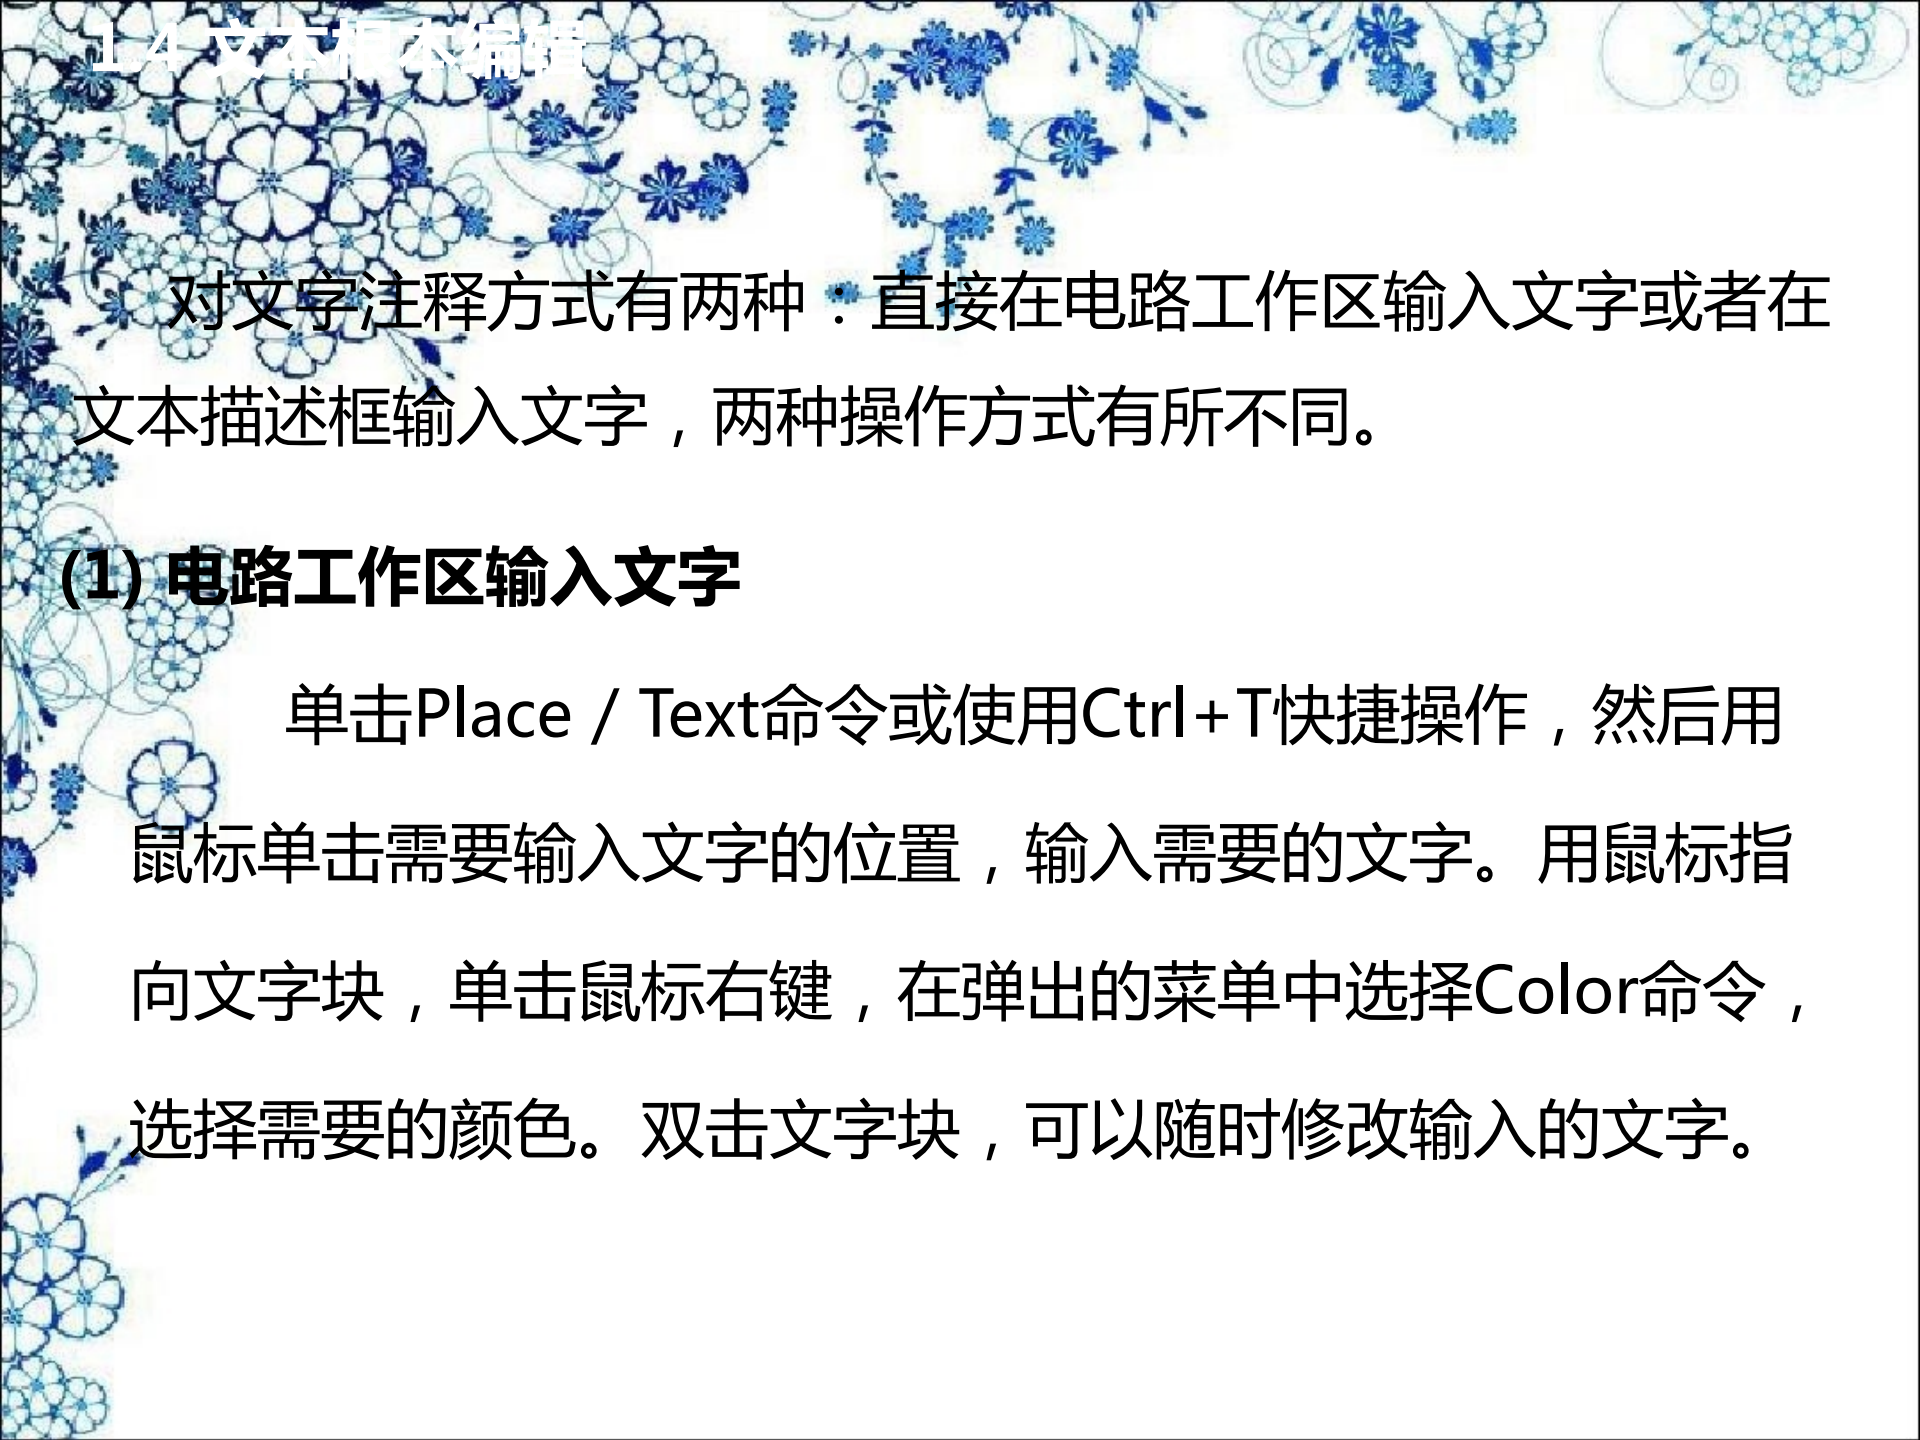 1.4 文本框本编辑
对文字注释方式有两种：直接在电路工作区输入文字或者在
文本描述框输入文字，两种操作方式有所不同。
(1) 电路工作区输入文字
单击Place / Text命令或使用Ctrl+T快捷操作，然后用
鼠标单击需要输入文字的位置，输入需要的文字。用鼠标指
向文字块，单击鼠标右键，在弹出的菜单中选择Color命令，
选择需要的颜色。双击文字块，可以随时修改输入的文字。